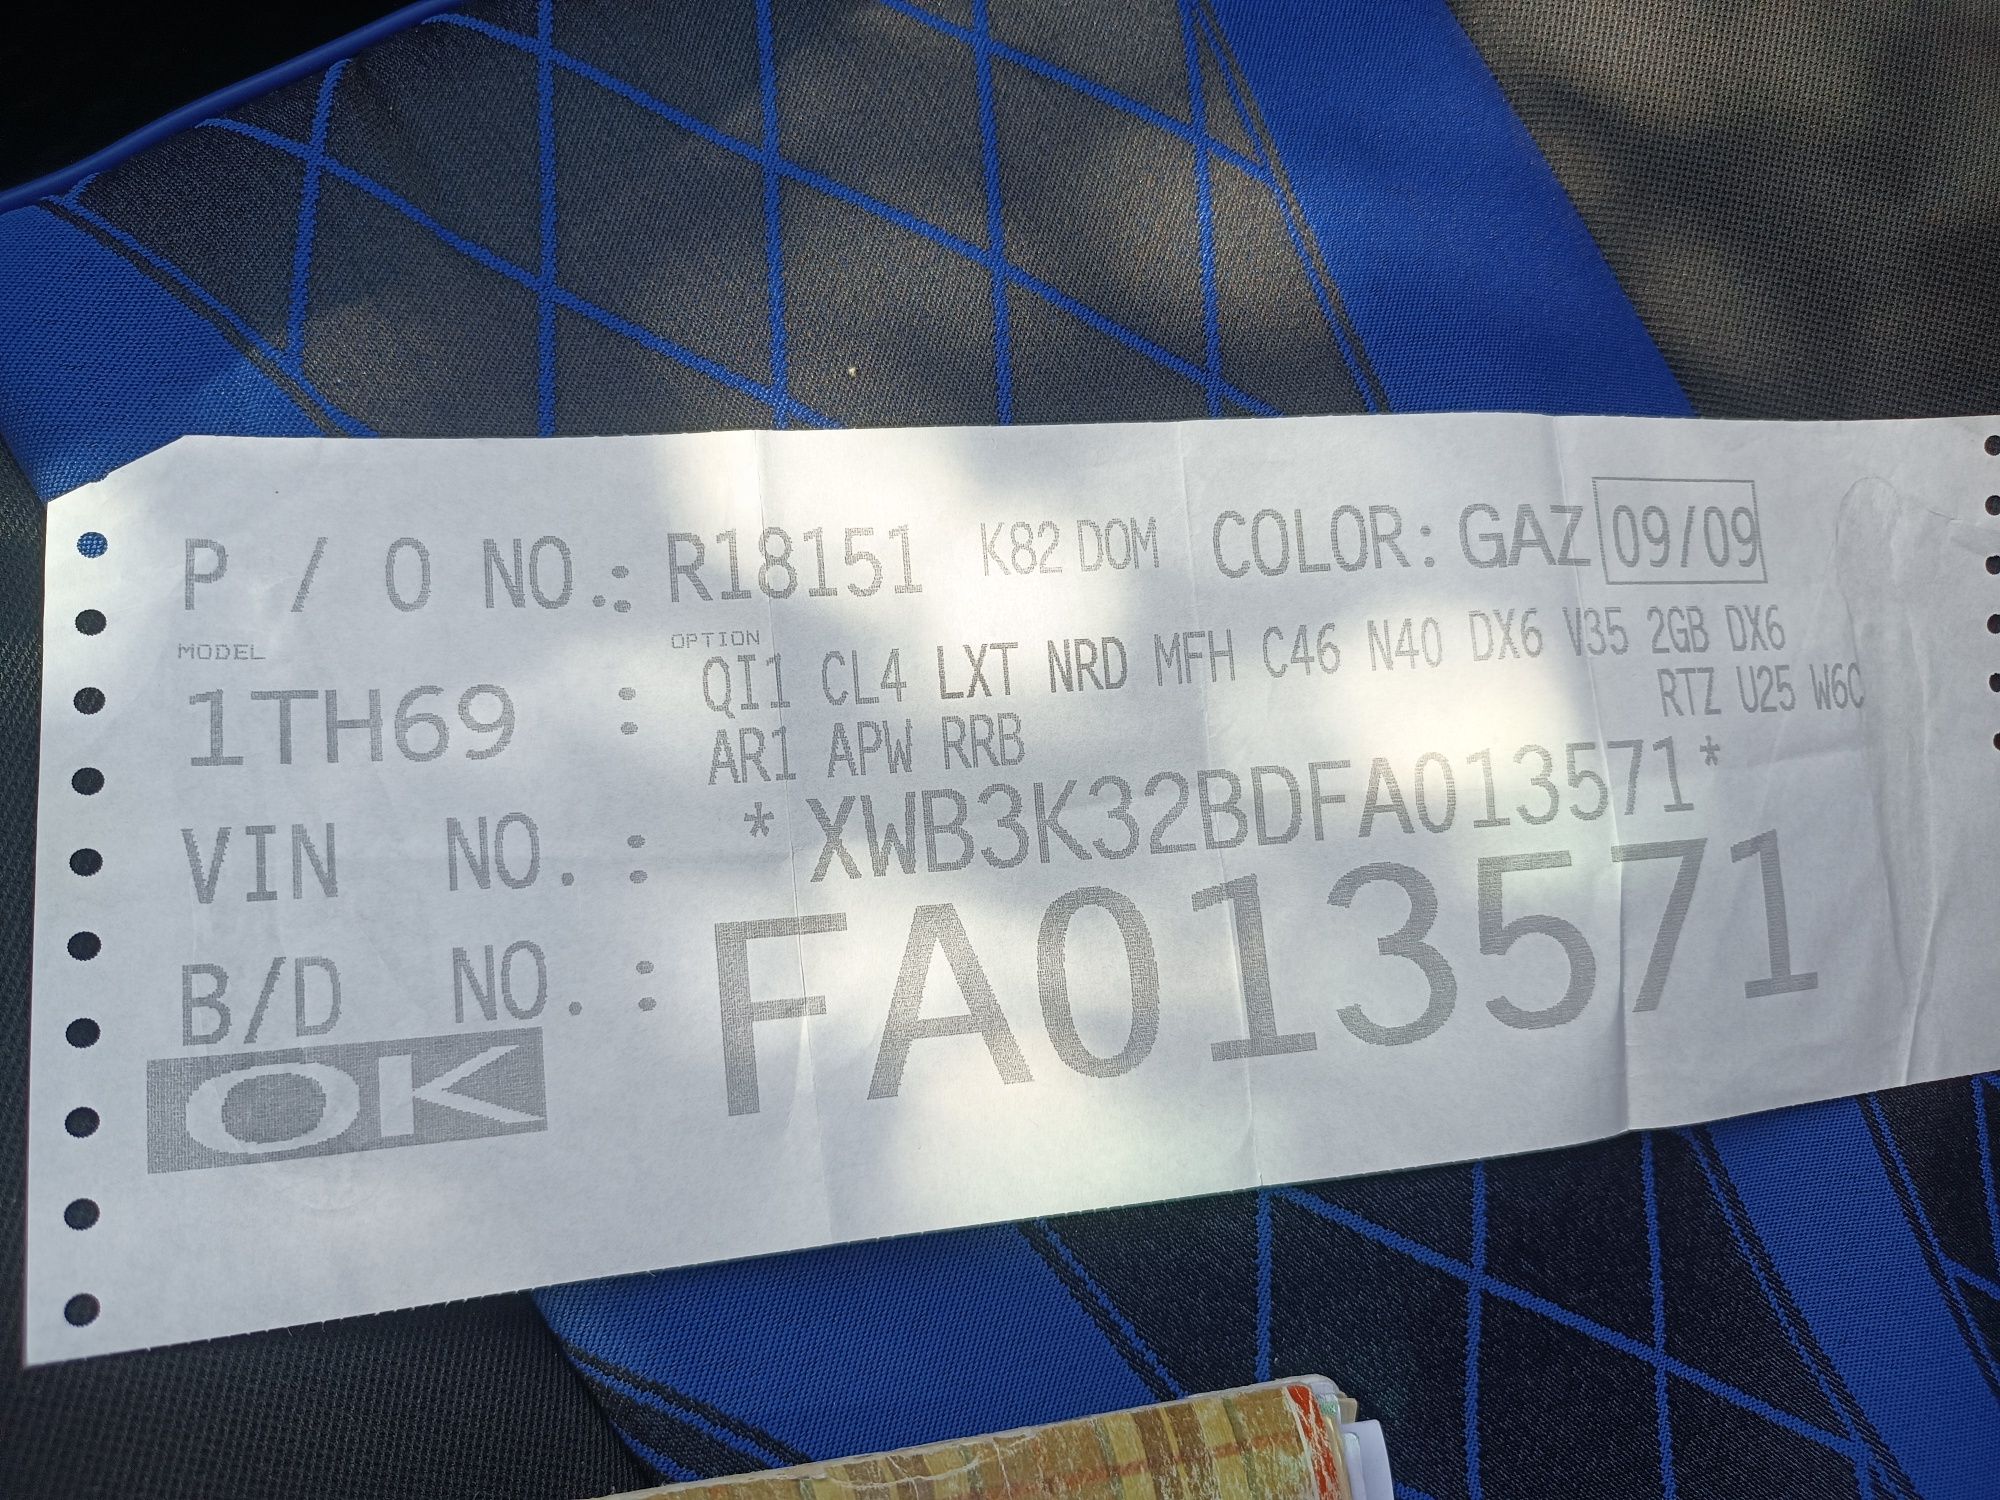 P / O NO.: R18151 K82 DOM COLOR: GAZ 09/09
MODEL OPTION
1TH69 : QI1 CL4 LXT NRD MFH C46 N40 DX6 V35 2GB DX6
AR1 APW RRB RTZ U25 W6C
VIN NO. : *XWB3K32BDFA013571*
B/D NO. : FA013571
OK